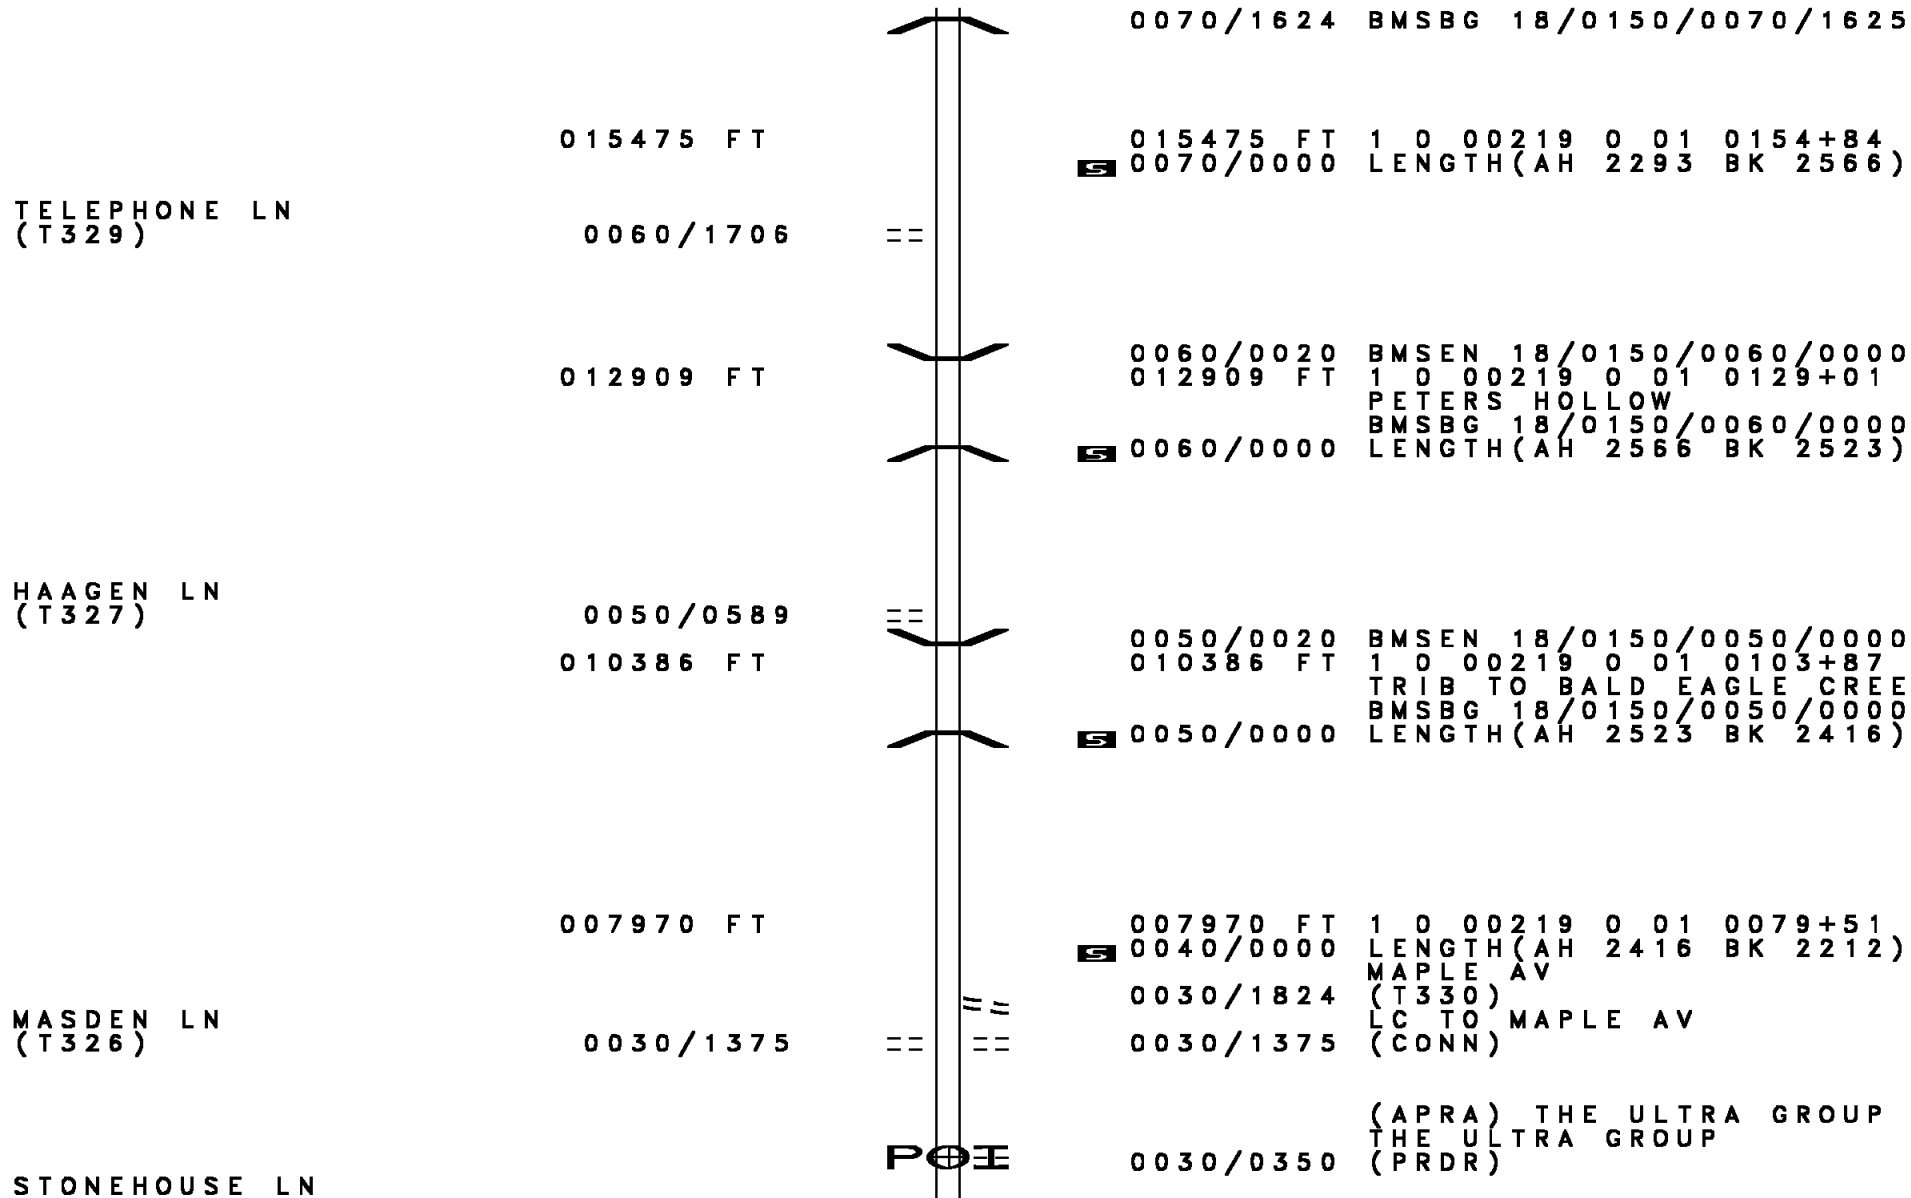 0070/1624 BMSBG 18/0150/0070/1625
015475 FT 015475 FT 1 0 00219 0 01 0154+84
S 0070/0000 LENGTH(AH 2293 BK 2566)
TELEPHONE LN
(T329) 0060/1706
0060/0020 BMSEN 18/0150/0060/0000
012909 FT 012909 FT 1 0 00219 0 01 0129+01
PETERS HOLLOW
BMSBG 18/0150/0060/0000
S 0060/0000 LENGTH(AH 2566 BK 2523)
HAAGEN LN
(T327) 0050/0589
0050/0020 BMSEN 18/0150/0050/0000
010386 FT 010386 FT 1 0 00219 0 01 0103+87
TRIB TO BALD EAGLE CREE
BMSBG 18/0150/0050/0000
S 0050/0000 LENGTH(AH 2523 BK 2416)
007970 FT 007970 FT 1 0 00219 0 01 0079+51
S 0040/0000 LENGTH(AH 2416 BK 2212)
MAPLE AV
0030/1824 (T330)
MASDEN LN LC TO MAPLE AV
(T326) 0030/1375 0030/1375 (CONN)
(APRA) THE ULTRA GROUP
THE ULTRA GROUP
POI 0030/0350 (PRDR)
STONEHOUSE LN